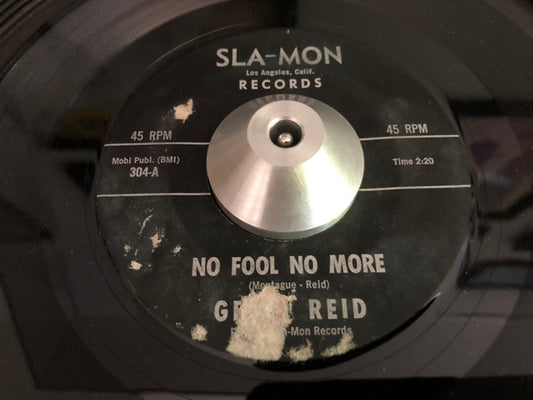 SLA-MON
Los Angeles, Calif.
RECORDS
45 RPM
45 RPM
Mobi Publ. (BMI)
304-A
Time 2:20
NO FOOL NO MORE
(Montague - Reid)
REID
Records